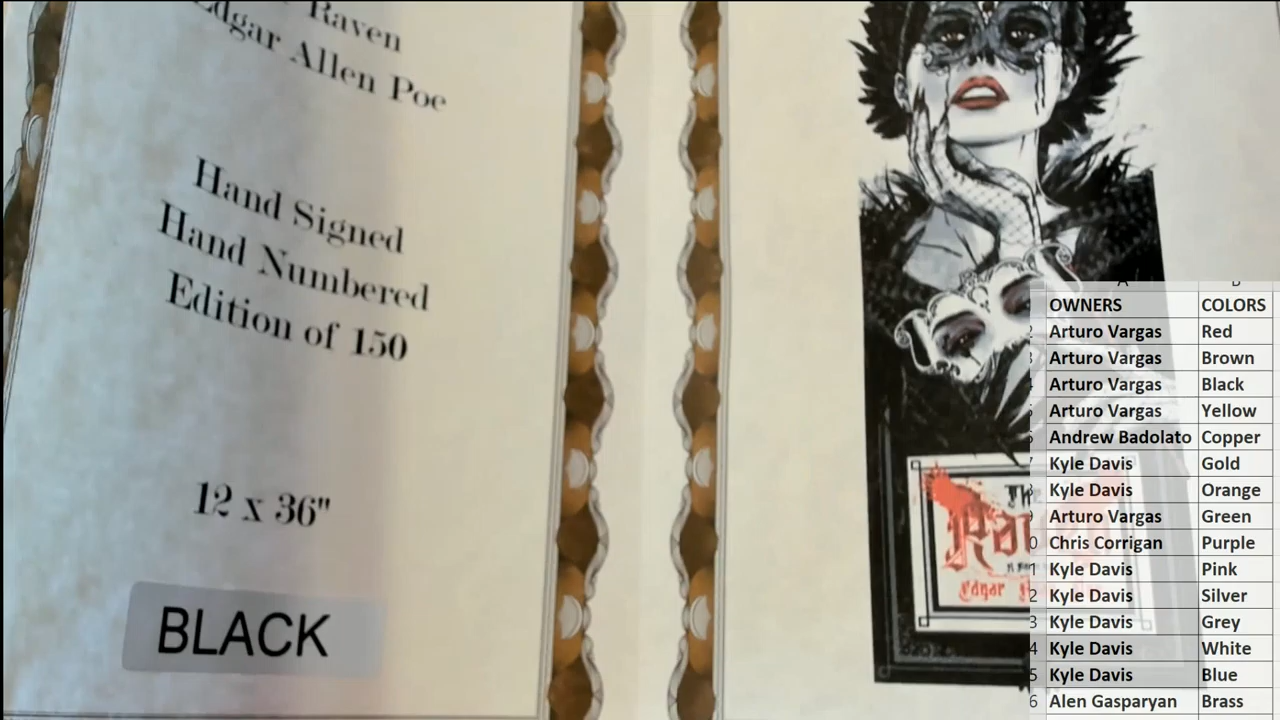 Raven
Edgar Allen Poe
Hand Signed
Hand Numbered
Edition of 150
12 x 36"
BLACK
The
Edgar
OWNERS COLORS
Arturo Vargas Red
Arturo Vargas Brown
Arturo Vargas Black
Arturo Vargas Yellow
Andrew Badolato Copper
Kyle Davis Gold
Kyle Davis Orange
Arturo Vargas Green
Chris Corrigan Purple
Kyle Davis Pink
Kyle Davis Silver
Kyle Davis Grey
Kyle Davis White
Kyle Davis Blue
Alen Gasparyan Brass